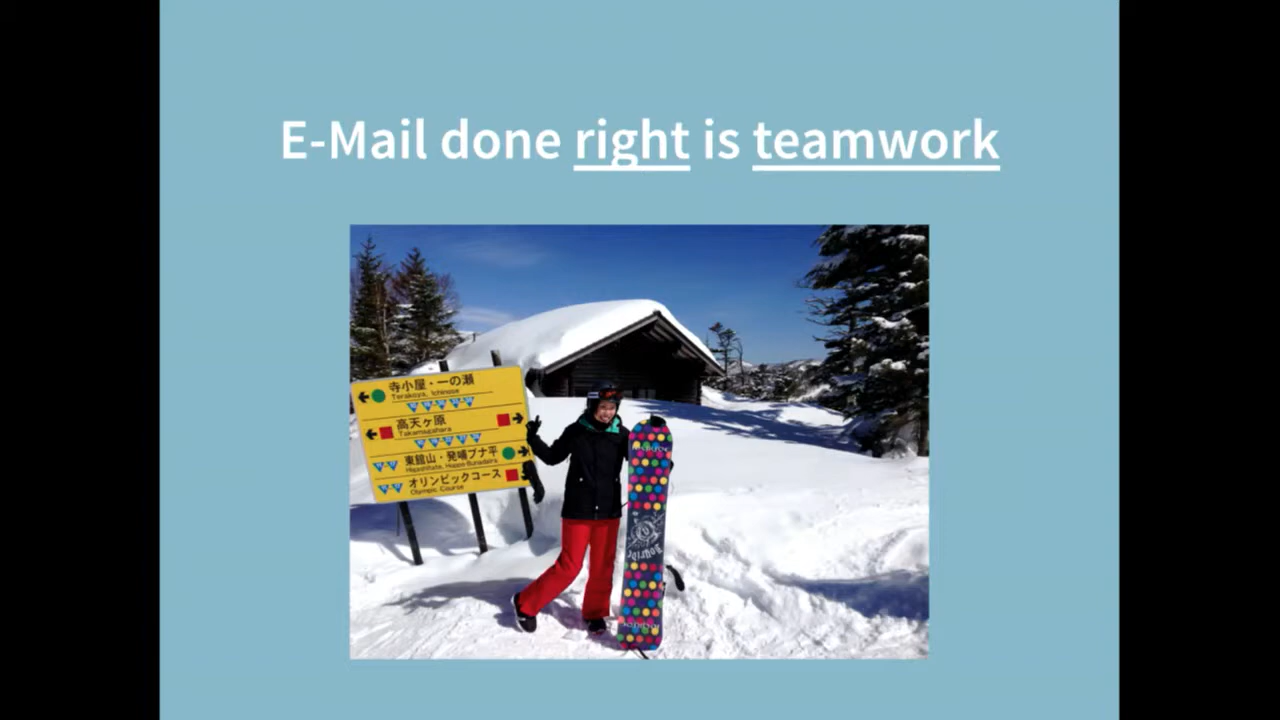 E-Mail done right is teamwork
寺小屋・一の瀬
Terakoya, Ichinose
高天ヶ原
Takamagahara
東館山・発哺ブナ平
オリンピックコース
Olympic Course